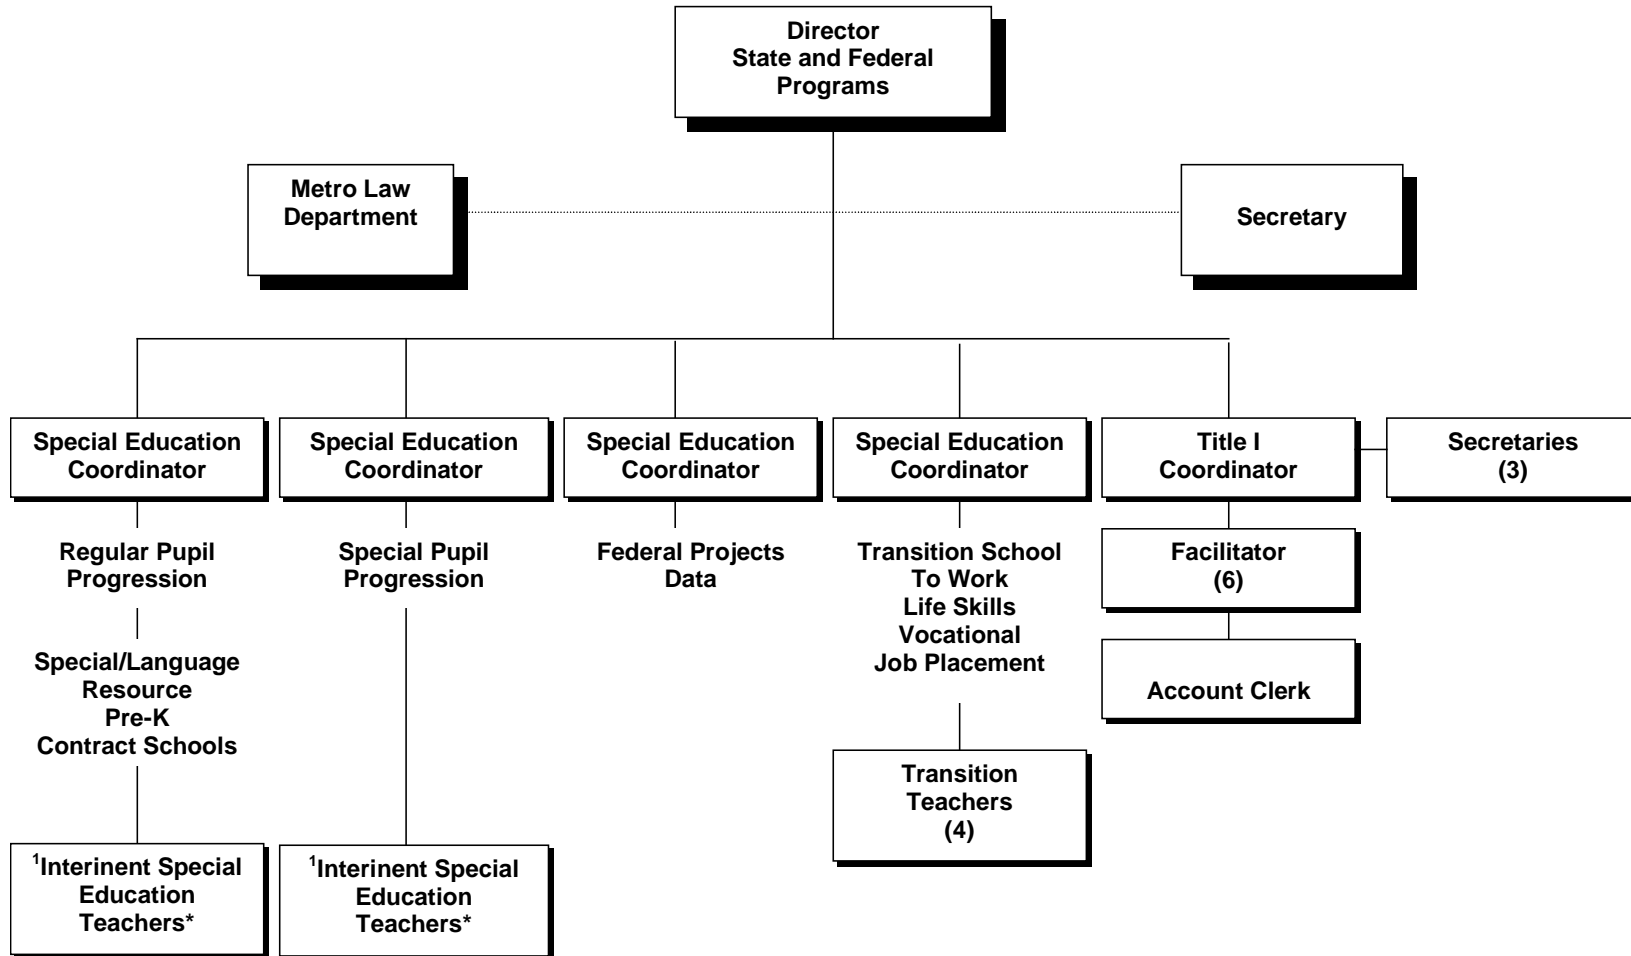 Director
State and Federal
Programs
Metro Law
Department
Secretary
Special Education
Coordinator
Special Education
Coordinator
Special Education
Coordinator
Special Education
Coordinator
Title I
Coordinator
Secretaries
(3)
Regular Pupil
Progression
Special Pupil
Progression
Federal Projects
Data
Transition School
To Work
Life Skills
Vocational
Job Placement
Facilitator
(6)
Special/Language
Resource
Pre-K
Contract Schools
Account Clerk
Transition
Teachers
(4)
¹Interinent Special
Education
Teachers*
¹Interinent Special
Education
Teachers*